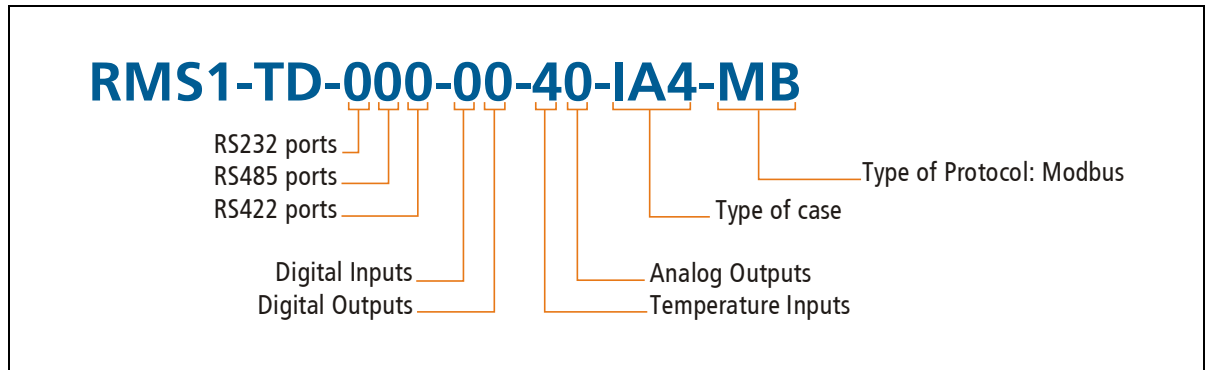 RMS1-TD-000-00-40-IA4-MB
RS232 ports
RS485 ports
Type of Protocol: Modbus
RS422 ports
Type of case
Digital Inputs
Analog Outputs
Digital Outputs
Temperature Inputs